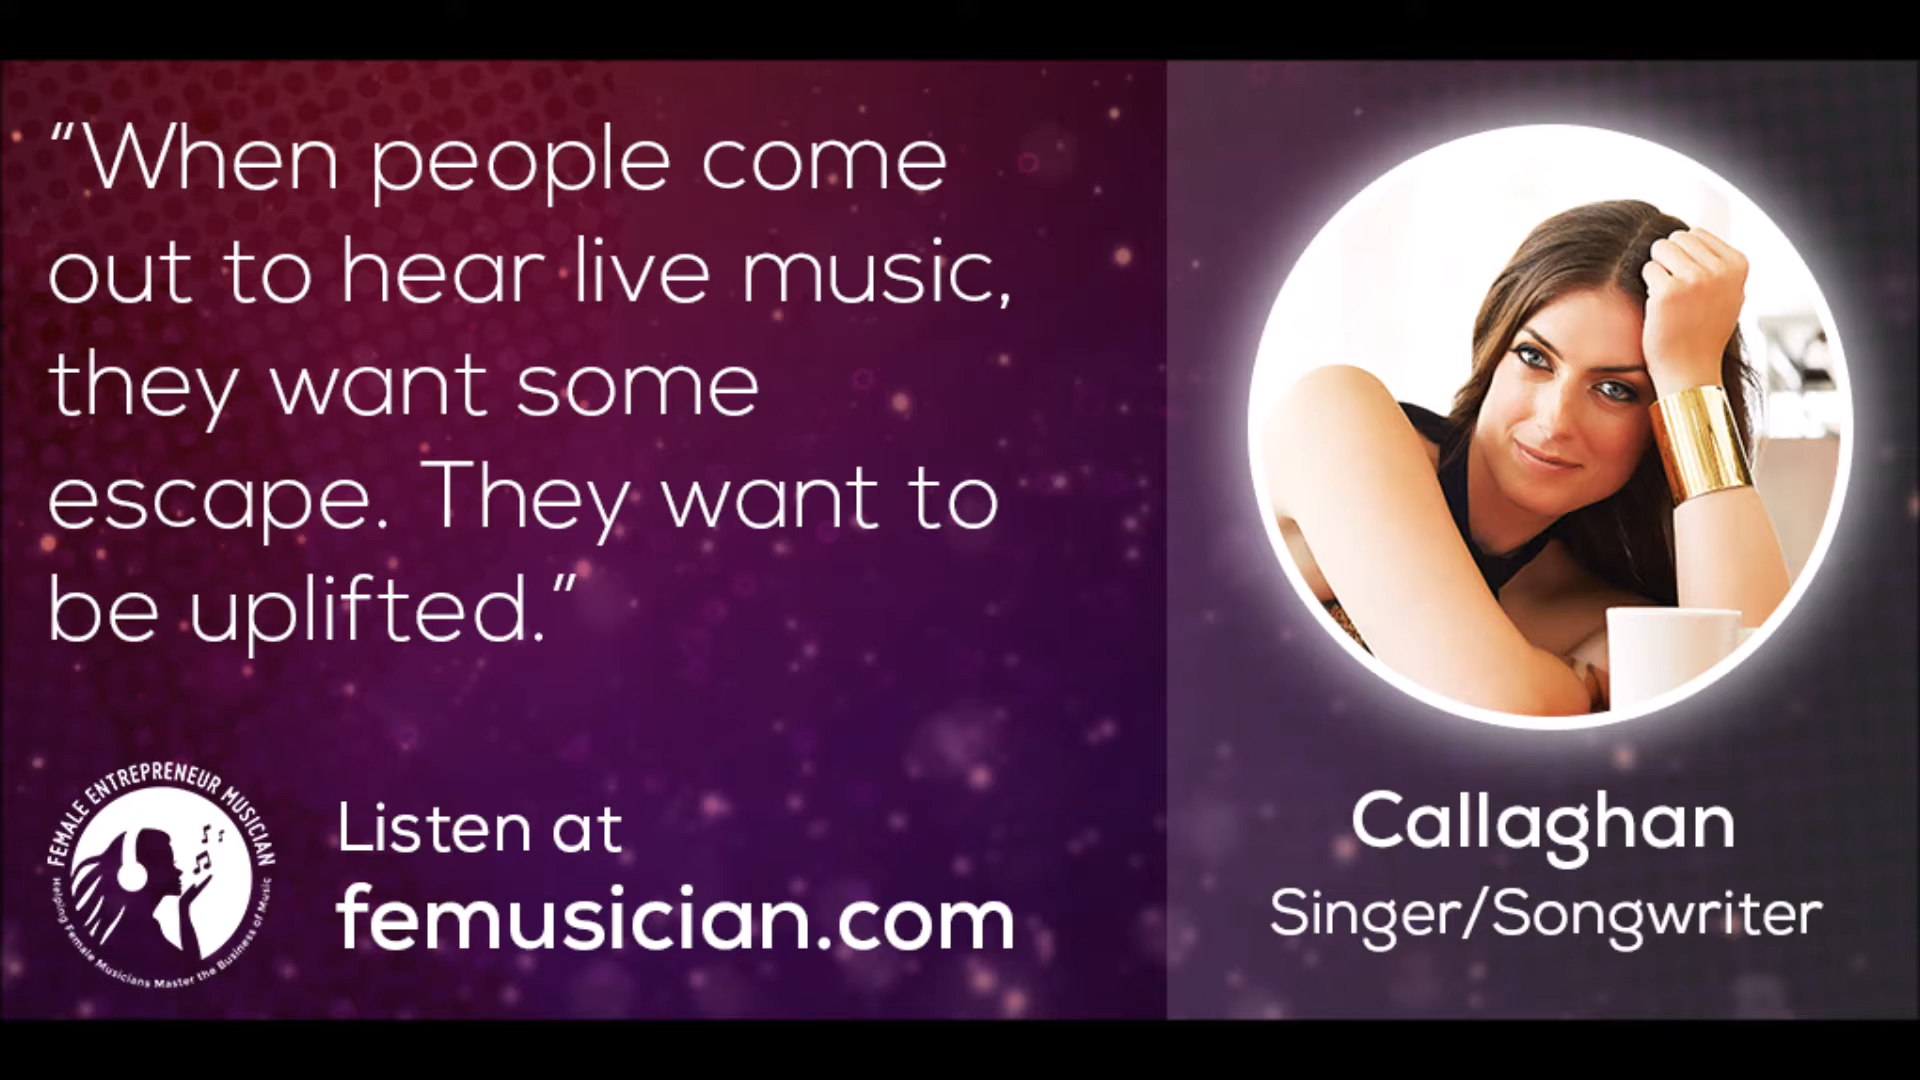 “When people come
out to hear live music,
they want some
escape. They want to
be uplifted.”
FEMALE ENTREPRENEUR MUSICIAN
Helping Female Musicians Master the Business of Music
Listen at
femusician.com
Callaghan
Singer/Songwriter